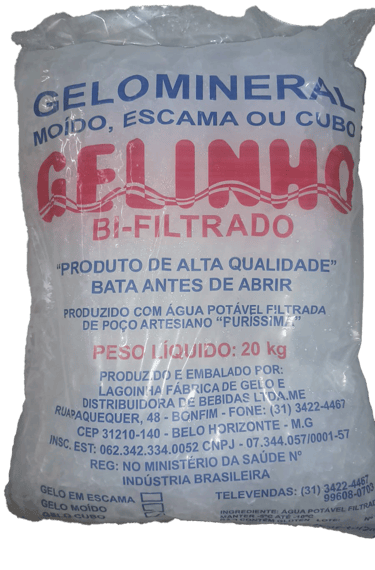 GELOMINERAL
MOÍDO, ESCAMA OU CUBO
GELINHO
BI-FILTRADO
"PRODUTO DE ALTA QUALIDADE"
BATA ANTES DE ABRIR
PRODUZIDO COM ÁGUA POTÁVEL FILTRADA
DE POÇO ARTESIANO "PURISSIMA"
PESO LÍQUIDO: 20 kg
PRODUZIDO E EMBALADO POR:
LAGOINHA FÁBRICA DE GELO E
DISTRIBUIDORA DE BEBIDAS LTDA.ME
RUA PAQUEQUER, 48 - BONFIM - FONE: (31) 3422-4467
CEP 31210-140 - BELO HORIZONTE - M.G
INSC. EST: 062.342.334.0052 CNPJ - 07.344.057/0001-57
REG: NO MINISTÉRIO DA SAÚDE Nº
INDÚSTRIA BRASILEIRA
GELO EM ESCAMA
TELEVENDAS: (31) 3422-4467
GELO MOÍDO
99608-0703
GELO CUBO
INGREDIENTE: ÁGUA POTÁVEL